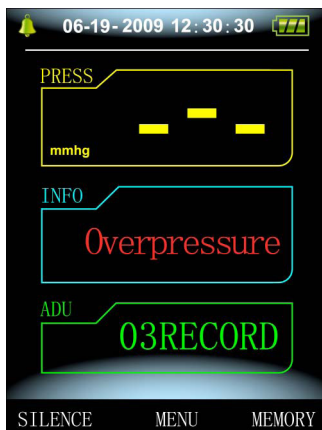 06-19-2009 12:30:30
PRESS
- - -
mmhg
INFO
Overpressure
ADU
03RECORD
SILENCE MENU MEMORY